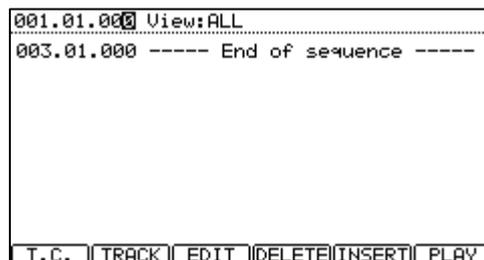 001.01.000 View:ALL
003.01.000 ----- End of sequence -----
T.C. TRACK EDIT DELETE INSERT PLAY